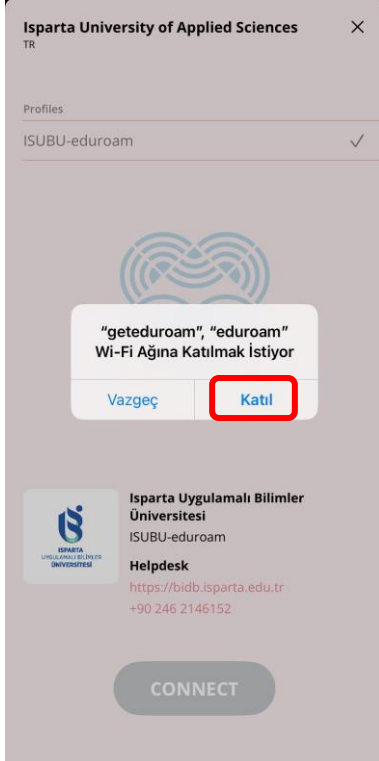 Isparta University of Applied Sciences
TR
Profiles
ISUBU-eduroam
“geteduroam”, “eduroam”
Wi-Fi Ağına Katılmak İstiyor
Vazgeç
Katıl
ISPARTA
UYGULAMALI BİLİMLER
ÜNİVERSİTESİ
Isparta Uygulamalı Bilimler
Üniversitesi
ISUBU-eduroam
Helpdesk
https://bidb.isparta.edu.tr
+90 246 2146152
CONNECT